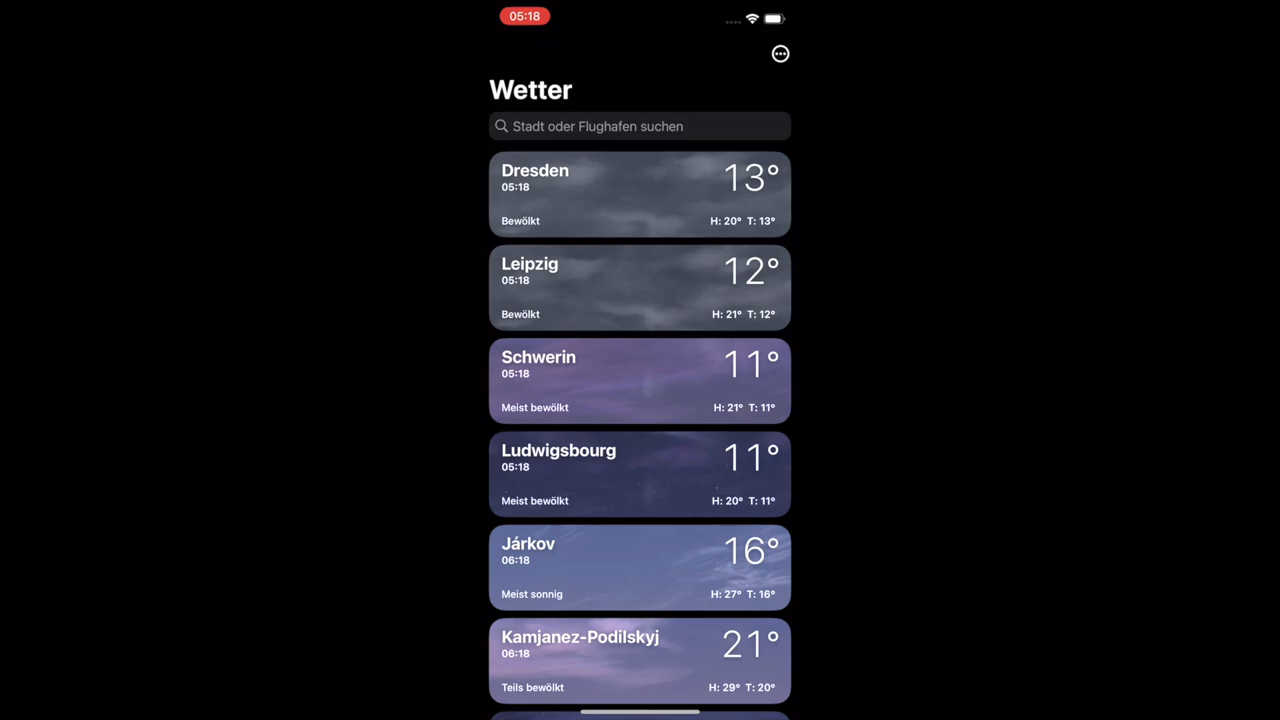 05:18
Wetter
Stadt oder Flughafen suchen
Dresden 13°
05:18
Bewölkt H: 20° T: 13°
Leipzig 12°
05:18
Bewölkt H: 21° T: 12°
Schwerin 11°
05:18
Meist bewölkt H: 21° T: 11°
Ludwigsbourg 11°
05:18
Meist bewölkt H: 20° T: 11°
Járkov 16°
06:18
Meist sonnig H: 27° T: 16°
Kamjanez-Podilskyj 21°
06:18
Teils bewölkt H: 29° T: 20°